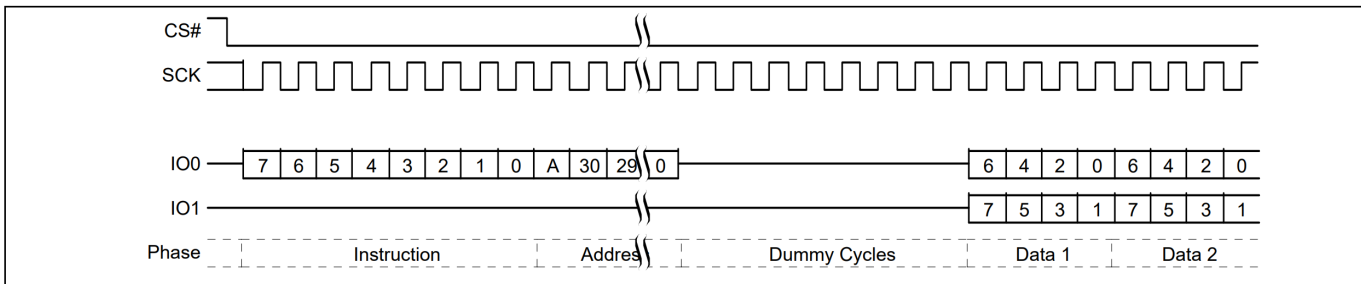 CS#
SCK
IO0 7 6 5 4 3 2 1 0 A 30 29 0 6 4 2 0 6 4 2 0
IO1 7 5 3 1 7 5 3 1
Phase Instruction Addres Dummy Cycles Data 1 Data 2